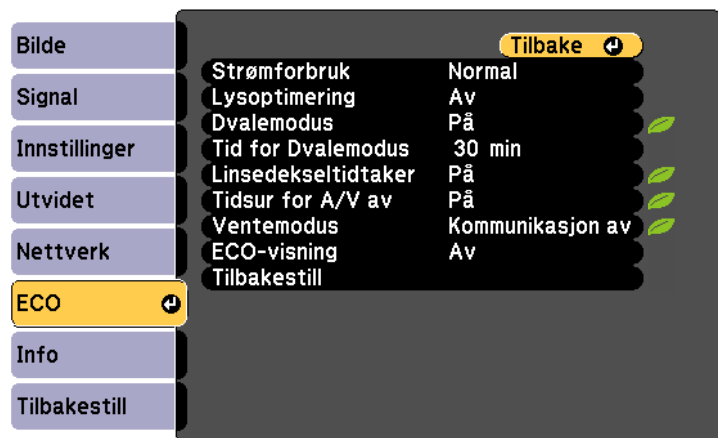 Bilde
Signal
Innstillinger
Utvidet
Nettverk
ECO
Info
Tilbakestill
Tilbake
Strømforbruk Normal
Lysoptimering Av
Dvalemodus På
Tid for Dvalemodus 30 min
Linsedekseltidtaker På
Tidsur for A/V av På
Ventemodus Kommunikasjon av
ECO-visning Av
Tilbakestill